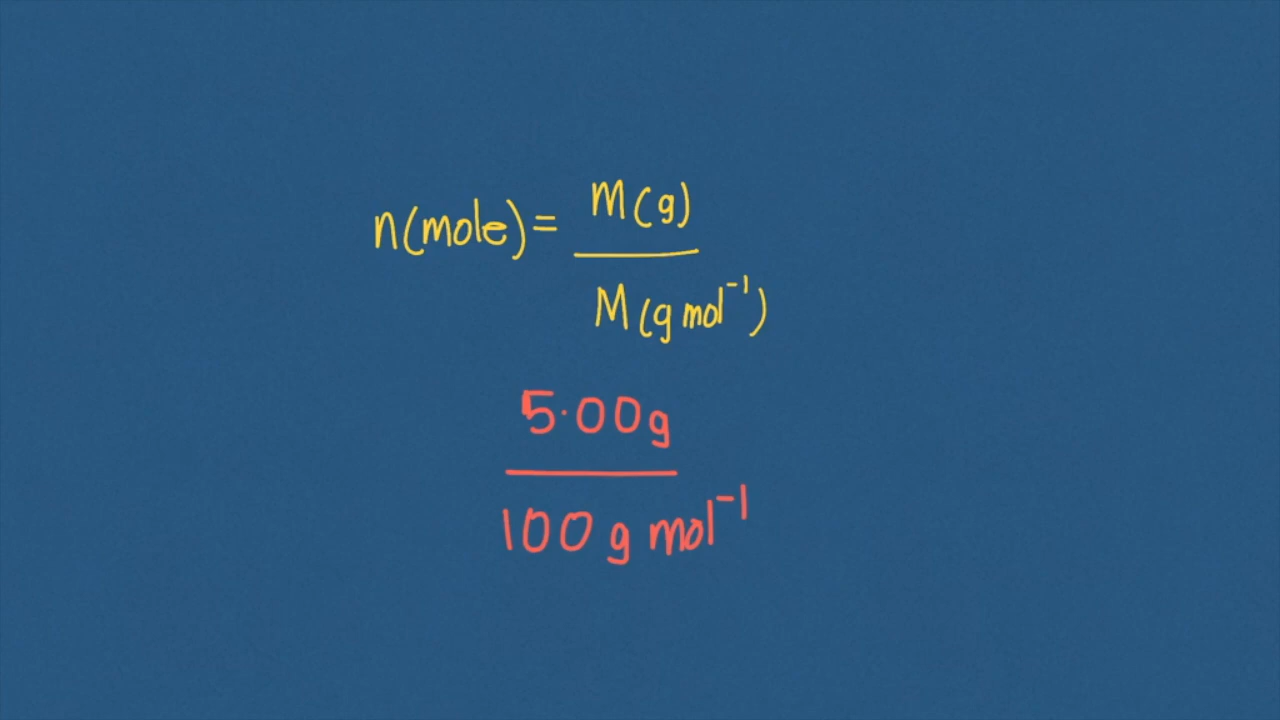 n(mole) = m(g)
M(g mol⁻¹)
5·00g
100 g mol⁻¹